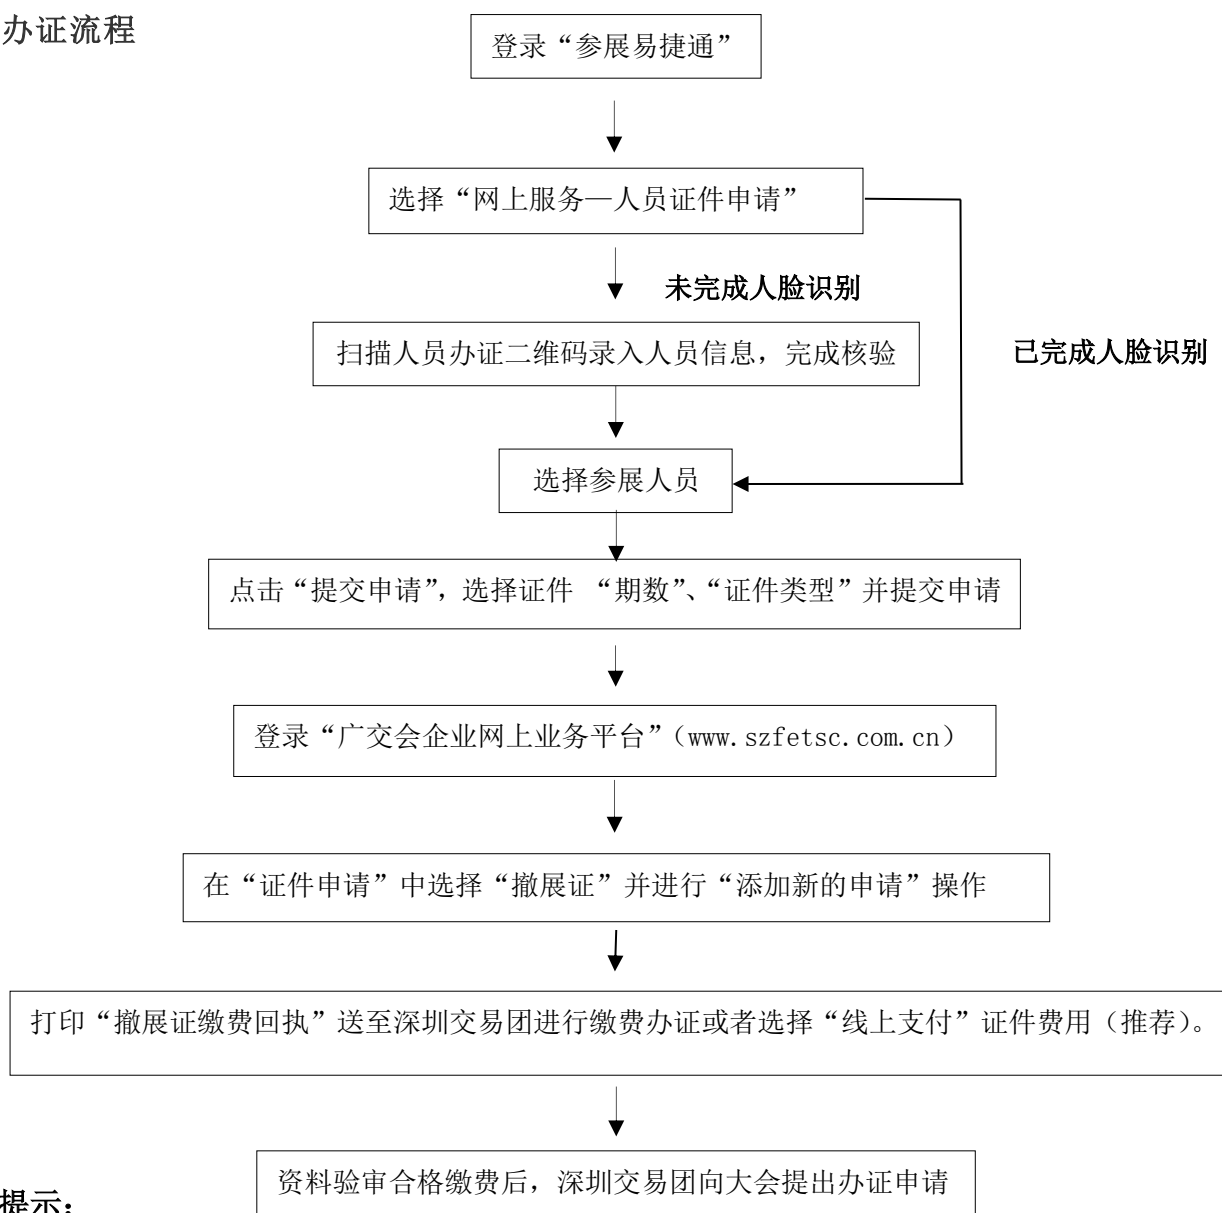 办证流程
登录“参展易捷通”
选择“网上服务—人员证件申请”
未完成人脸识别
扫描人员办证二维码录入人员信息，完成核验
已完成人脸识别
选择参展人员
点击“提交申请”，选择证件 “期数”、“证件类型”并提交申请
登录“广交会企业网上业务平台”（www.szfetsc.com.cn）
在“证件申请”中选择“撤展证”并进行“添加新的申请”操作
打印“撤展证缴费回执”送至深圳交易团进行缴费办证或者选择“线上支付”证件费用（推荐）。
资料验审合格缴费后，深圳交易团向大会提出办证申请
提示：